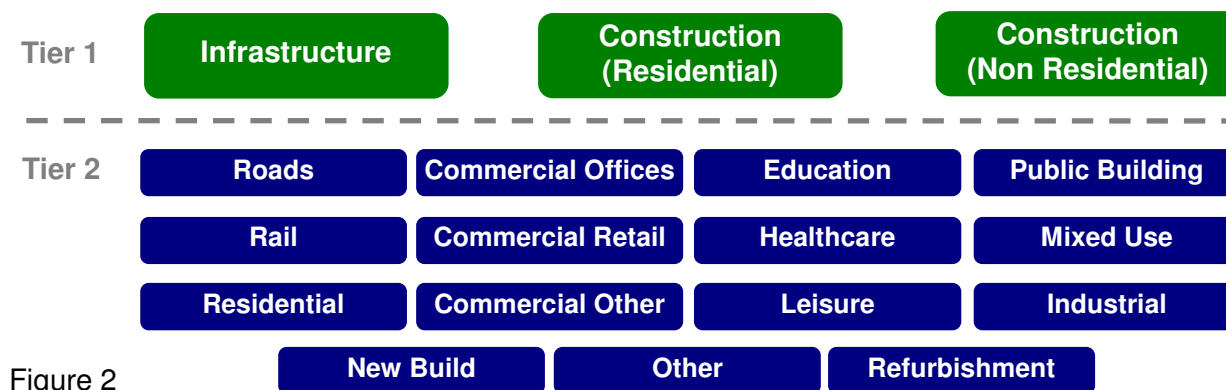 Tier 1
Infrastructure
Construction
(Residential)
Construction
(Non Residential)
Tier 2
Roads
Commercial Offices
Education
Public Building
Rail
Commercial Retail
Healthcare
Mixed Use
Residential
Commercial Other
Leisure
Industrial
New Build
Other
Refurbishment
Figure 2